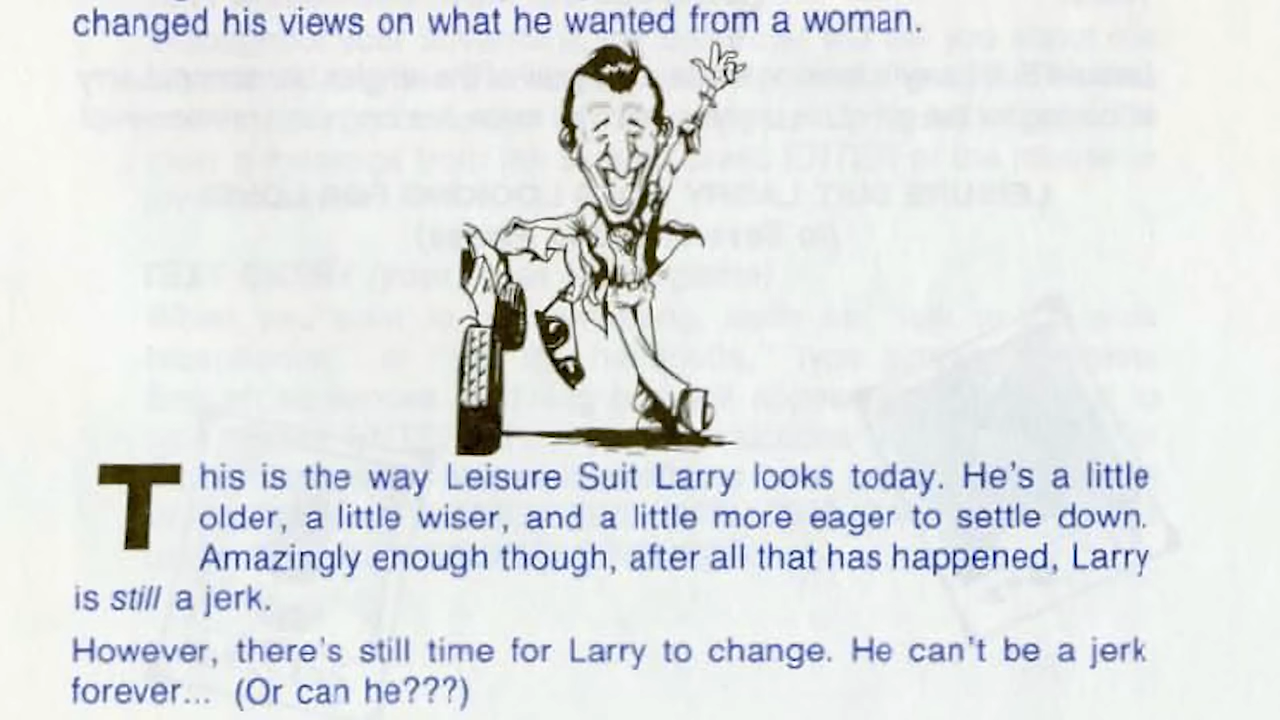 changed his views on what he wanted from a woman.
This is the way Leisure Suit Larry looks today. He's a little
older, a little wiser, and a little more eager to settle down.
Amazingly enough though, after all that has happened, Larry
is still a jerk.
However, there's still time for Larry to change. He can't be a jerk
forever... (Or can he???)